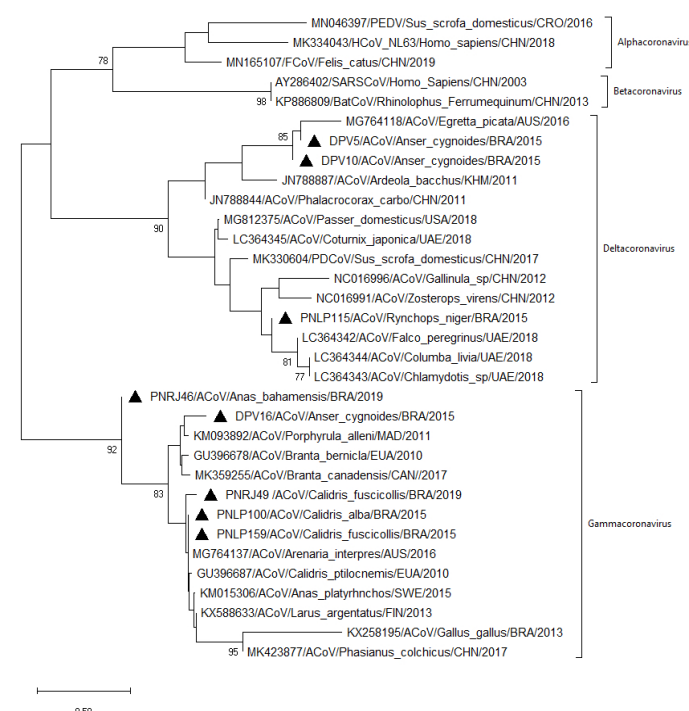 MN046397/PEDV/Sus_scrofa_domesticus/CRO/2016
MK334043/HCoV_NL63/Homo_sapiens/CHN/2018
Alphacoronavirus
78
MN165107/FCoV/Felis_catus/CHN/2019
AY286402/SARSCoV/Homo_Sapiens/CHN/2003
Betacoronavirus
98
KP886809/BatCoV/Rhinolophus_Ferrumequinum/CHN/2013
MG764118/ACoV/Egretta_picata/AUS/2016
85
DPV5/ACoV/Anser_cygnoides/BRA/2015
DPV10/ACoV/Anser_cygnoides/BRA/2015
JN788887/ACoV/Ardeola_bacchus/KHM/2011
JN788844/ACoV/Phalacrocorax_carbo/CHN/2011
90
MG812375/ACoV/Passer_domesticus/USA/2018
LC364345/ACoV/Coturnix_japonica/UAE/2018
Deltacoronavirus
MK330604/PDCoV/Sus_scrofa_domesticus/CHN/2017
NC016996/ACoV/Gallinula_sp/CHN/2012
NC016991/ACoV/Zosterops_virens/CHN/2012
PNLP115/ACoV/Rynchops_niger/BRA/2015
LC364342/ACoV/Falco_peregrinus/UAE/2018
81
LC364344/ACoV/Columba_livia/UAE/2018
77
LC364343/ACoV/Chlamydotis_sp/UAE/2018
PNRJ46/ACoV/Anas_bahamensis/BRA/2019
DPV16/ACoV/Anser_cygnoides/BRA/2015
KM093892/ACoV/Porphyrula_alleni/MAD/2011
92
GU396678/ACoV/Branta_bernicla/EUA/2010
MK359255/ACoV/Branta_canadensis/CAN//2017
83
PNRJ49 /ACoV/Calidris_fuscicollis/BRA/2019
PNLP100/ACoV/Calidris_alba/BRA/2015
Gammacoronavirus
PNLP159/ACoV/Calidris_fuscicollis/BRA/2015
MG764137/ACoV/Arenaria_interpres/AUS/2016
GU396687/ACoV/Calidris_ptilocnemis/EUA/2010
KM015306/ACoV/Anas_platyrhnchos/SWE/2015
KX588633/ACoV/Larus_argentatus/FIN/2013
KX258195/ACoV/Gallus_gallus/BRA/2013
95
MK423877/ACoV/Phasianus_colchicus/CHN/2017